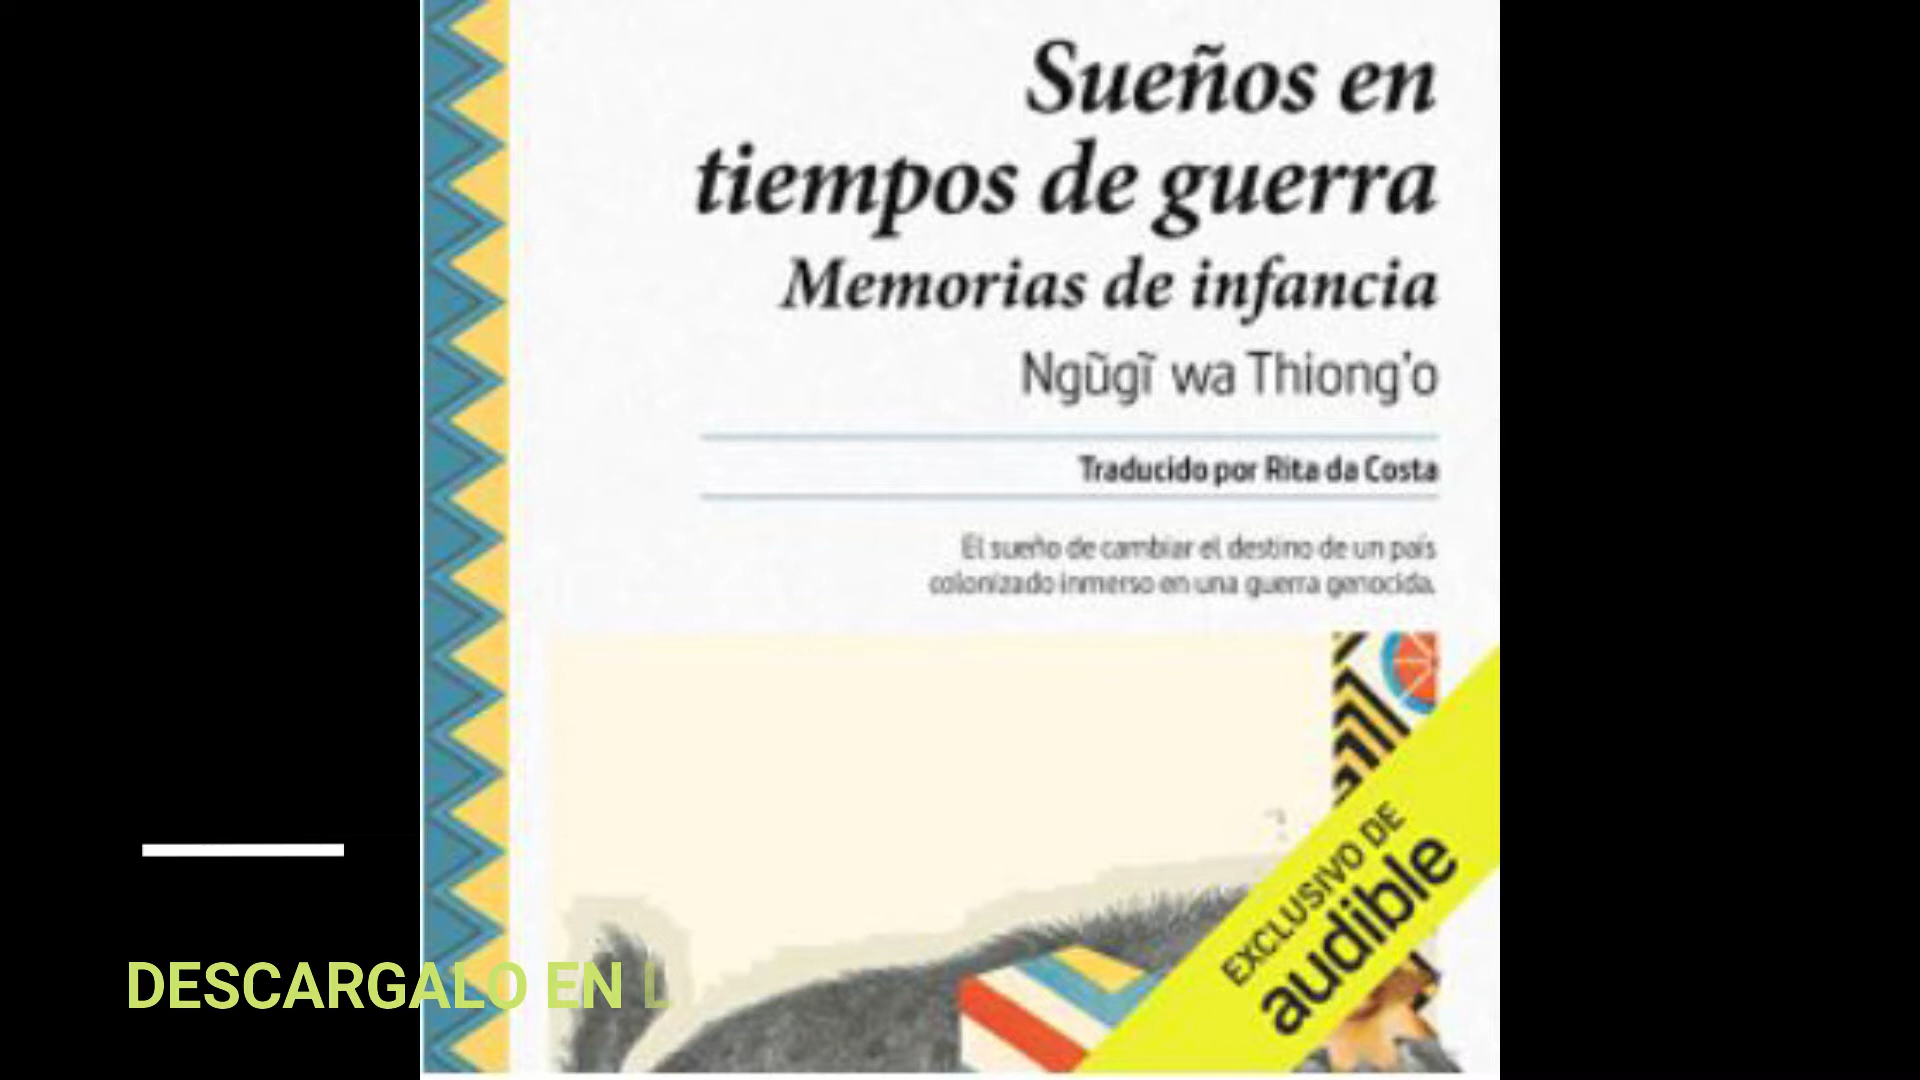 Sueños en
tiempos de guerra
Memorias de infancia
Ngũgĩ wa Thiong'o
Traducido por Rita da Costa
El sueño de cambiar el destino de un país
colonizado inmerso en una guerra genocida.
EXCLUSIVO DE
audible
DESCARGALO EN L